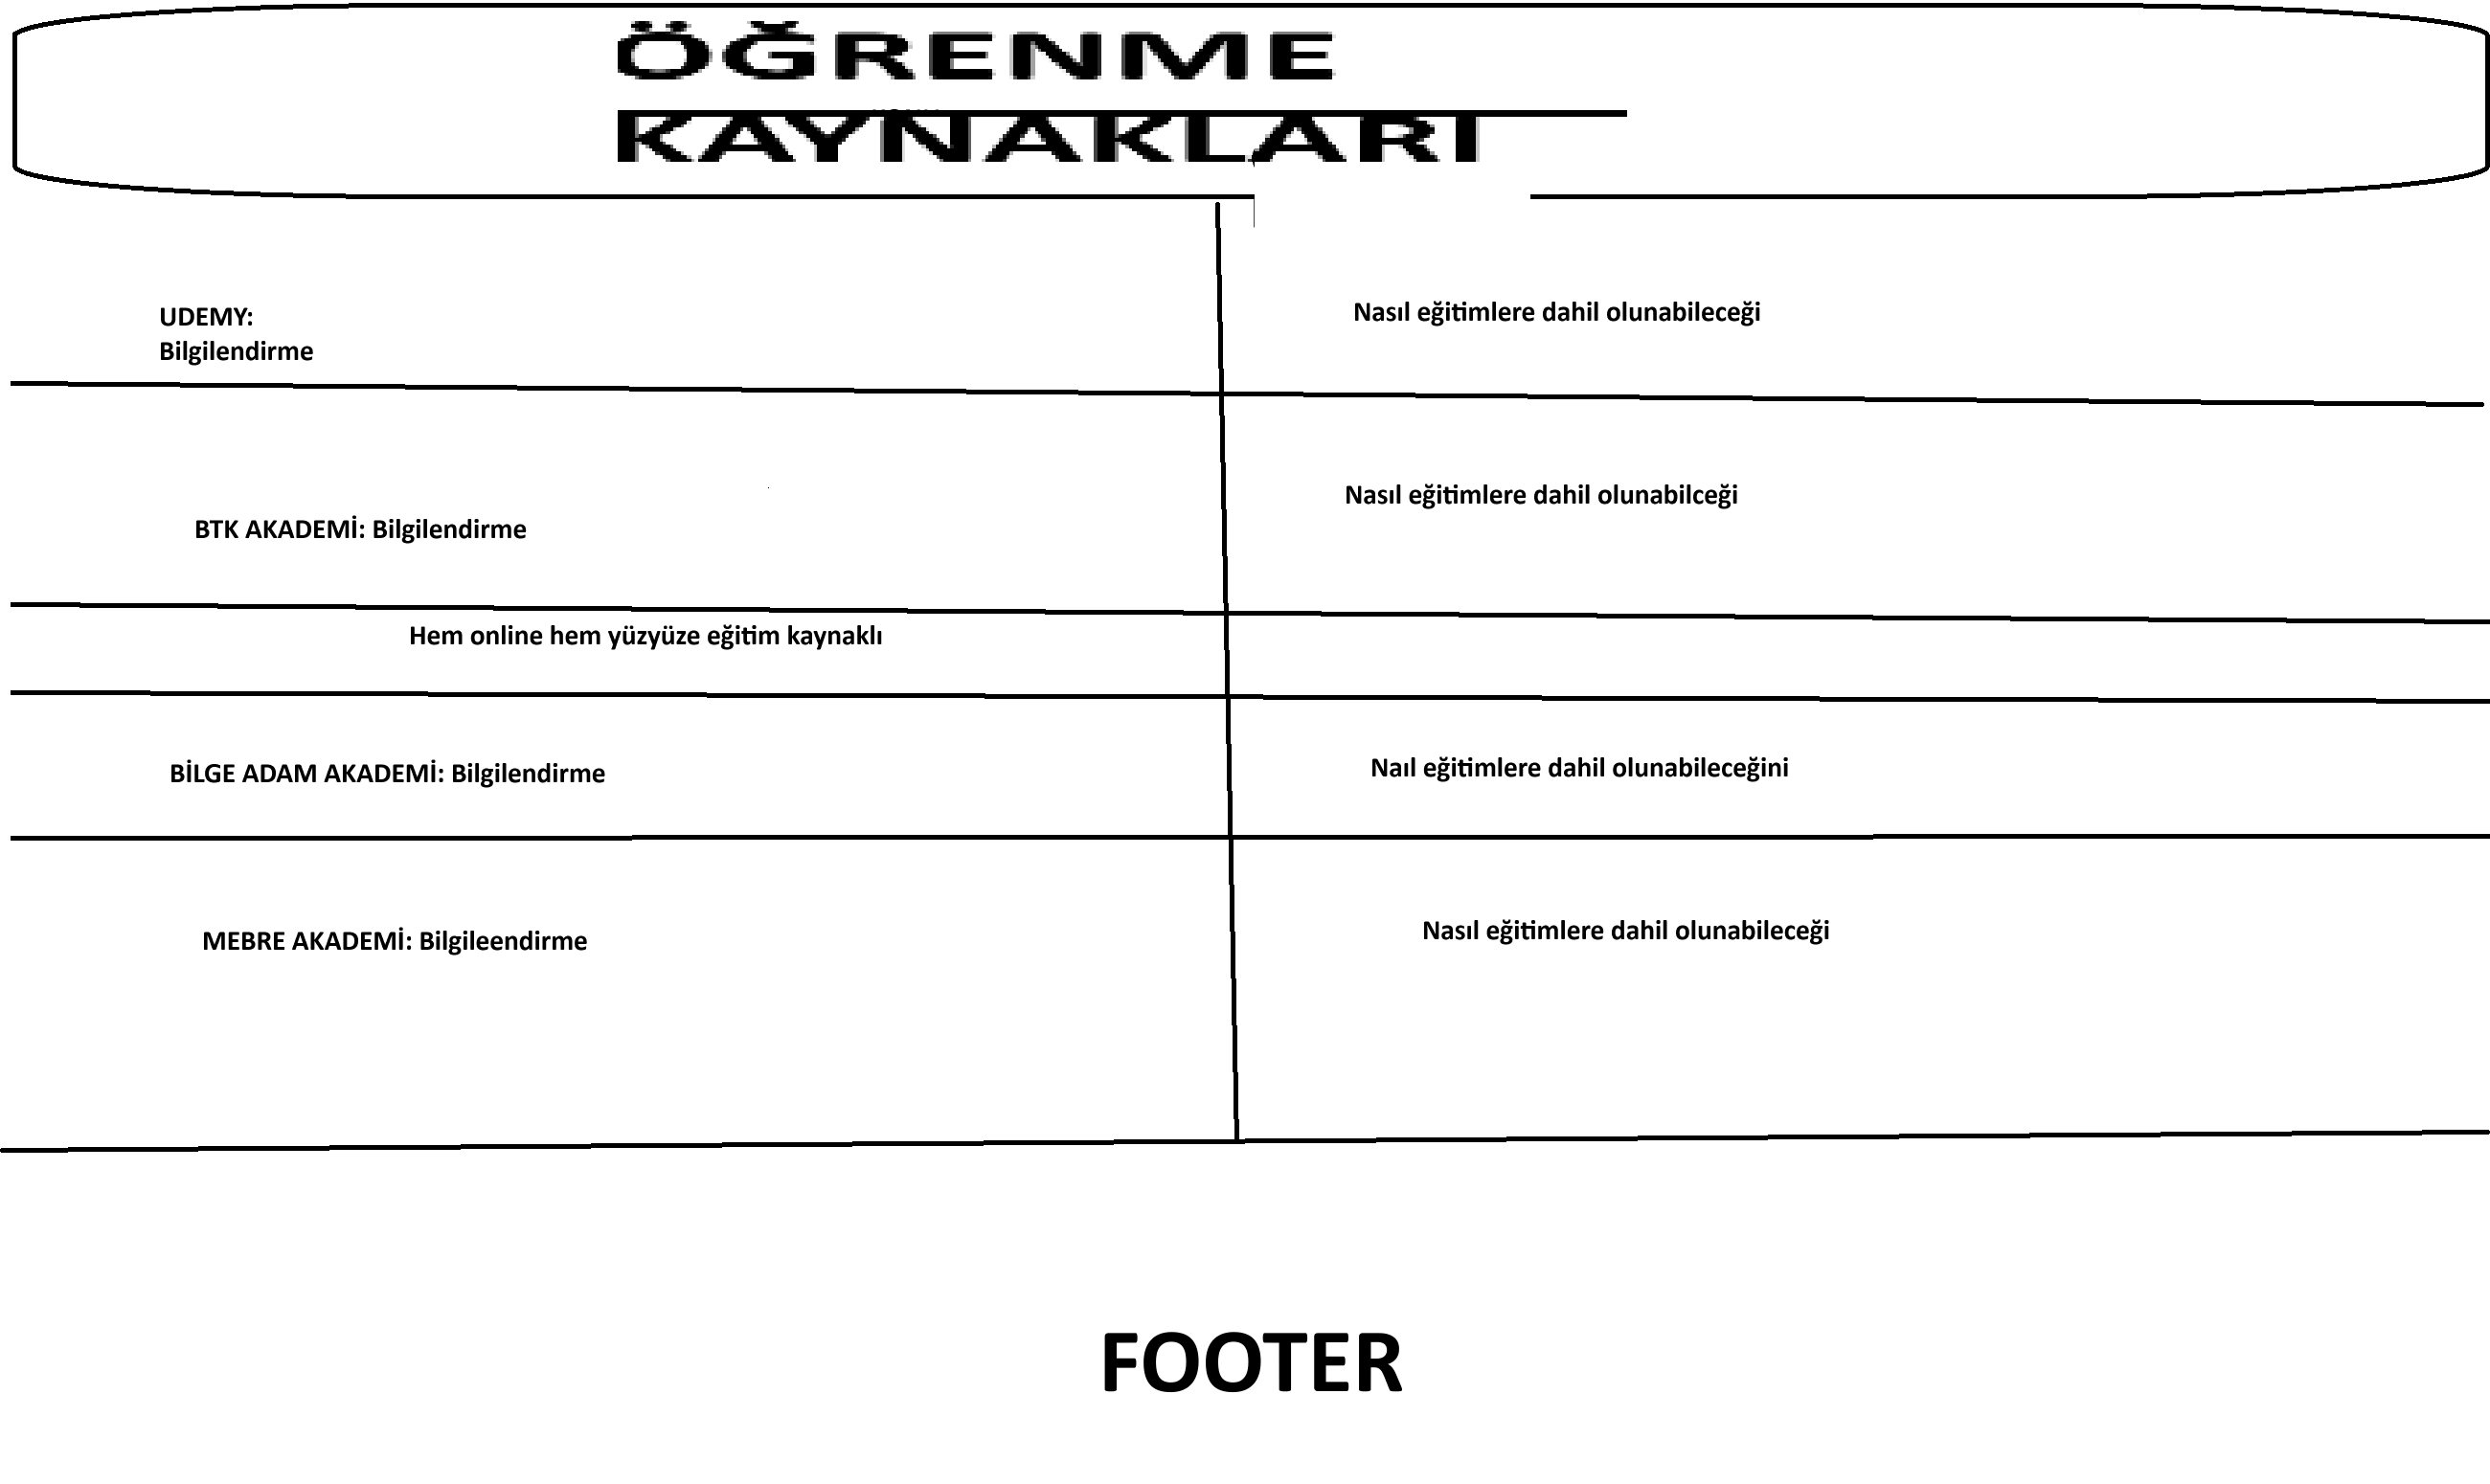 ÖĞRENME
KAYNAKLARI
UDEMY:
Bilgilendirme
Nasıl eğitimlere dahil olunabileceği
BTK AKADEMİ: Bilgilendirme
Nasıl eğitimlere dahil olunabilceği
Hem online hem yüzyüze eğitim kaynaklı
BİLGE ADAM AKADEMİ: Bilgilendirme
Naıl eğitimlere dahil olunabileceğini
MEBRE AKADEMİ: Bilgileendirme
Nasıl eğitimlere dahil olunabileceği
FOOTER